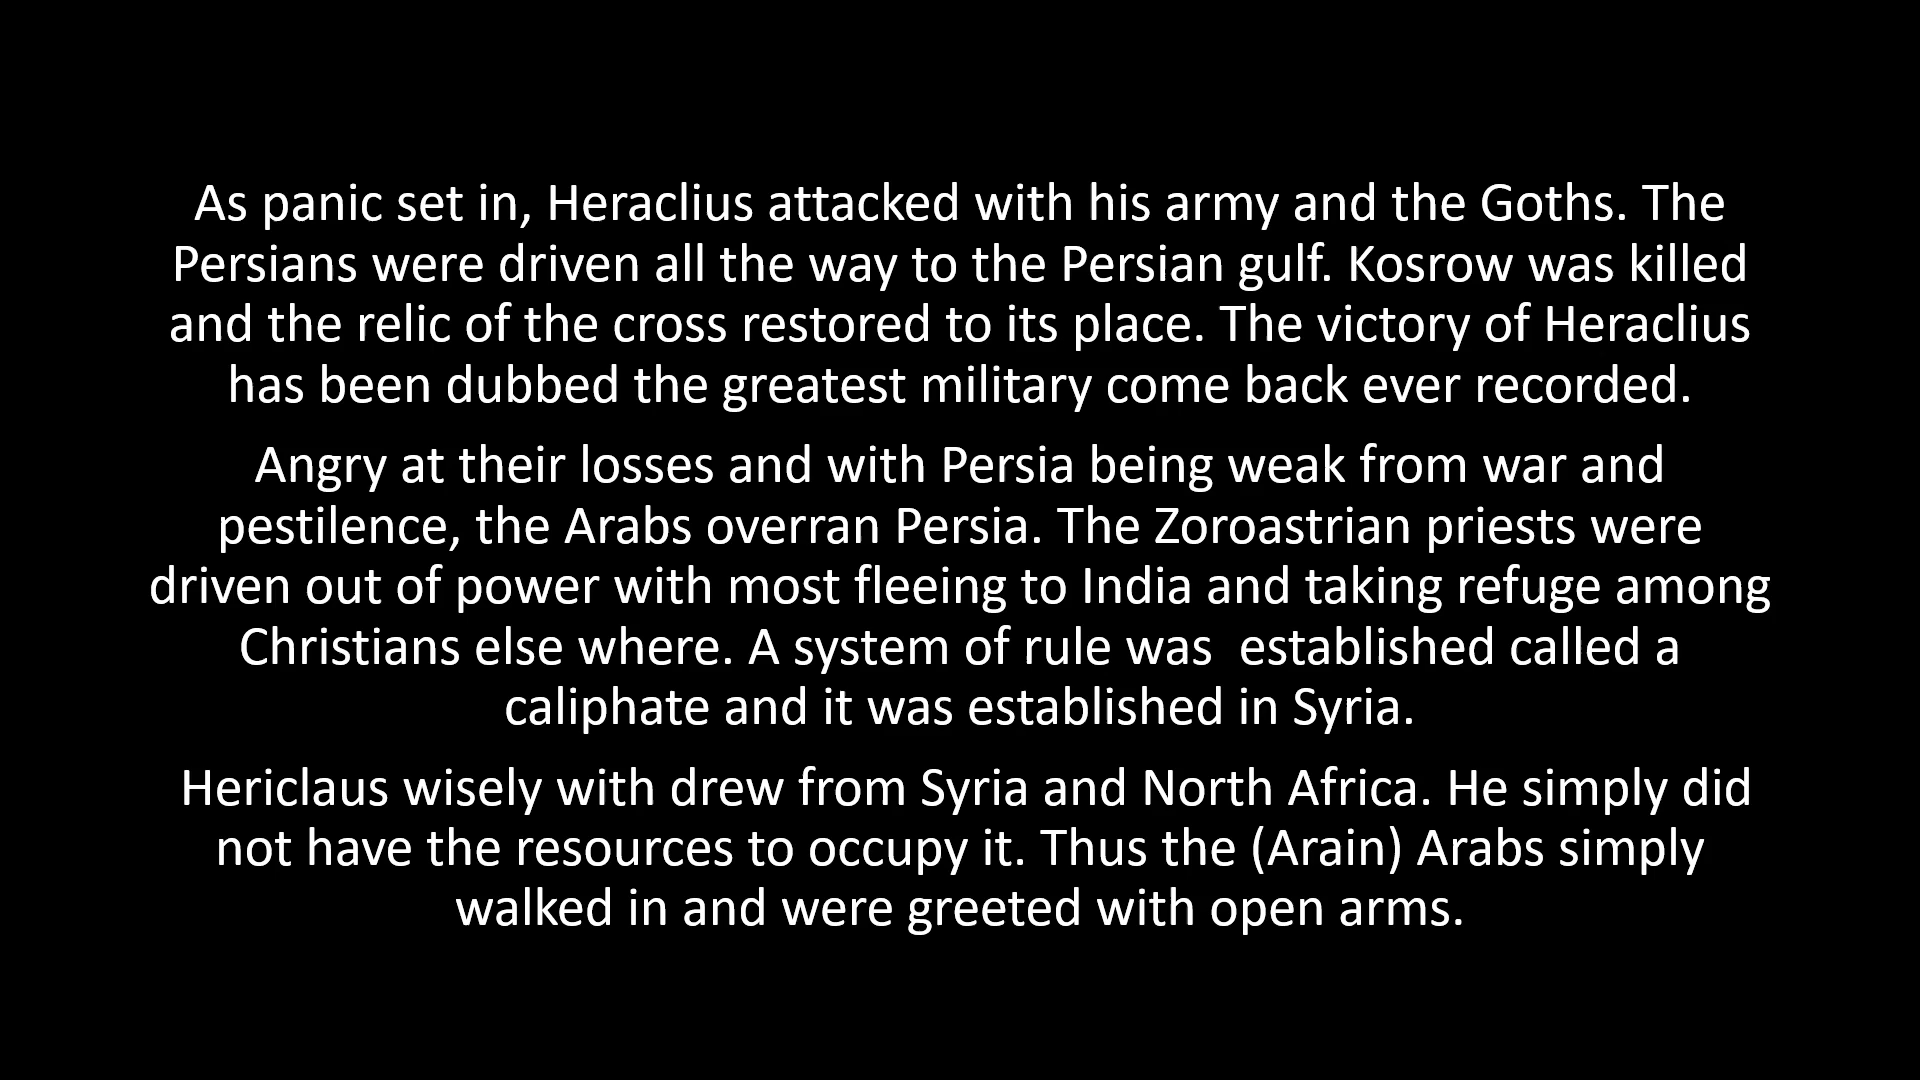 As panic set in, Heraclius attacked with his army and the Goths. The
Persians were driven all the way to the Persian gulf. Kosrow was killed
and the relic of the cross restored to its place. The victory of Heraclius
has been dubbed the greatest military come back ever recorded.
Angry at their losses and with Persia being weak from war and
pestilence, the Arabs overran Persia. The Zoroastrian priests were
driven out of power with most fleeing to India and taking refuge among
Christians else where. A system of rule was  established called a
caliphate and it was established in Syria.
Hericlaus wisely with drew from Syria and North Africa. He simply did
not have the resources to occupy it. Thus the (Arain) Arabs simply
walked in and were greeted with open arms.